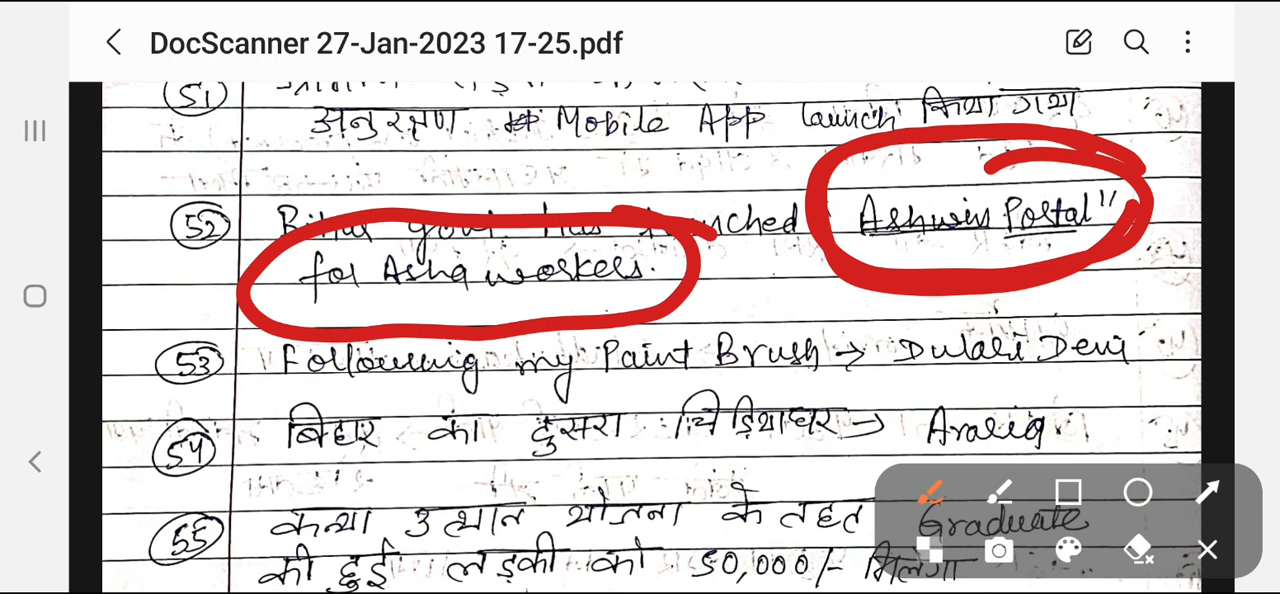 DocScanner 27-Jan-2023 17-25.pdf
51
अनुरक्षण Mobile App launch किया गया
52 Bihar govt has launched Ashwin Portal"
for Asha workers.
53 Following my Paint Brush → Dulari Devi
54 बिहार का दुसरा चिड़ियाघर → Araria
55 कन्या उत्थान योजना के तहत Graduate
की हुई लड़की को 50,000/- मिलेगा